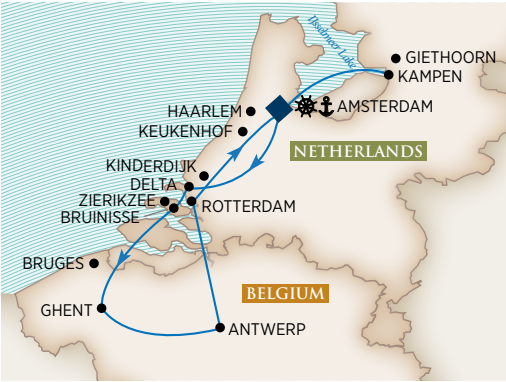 IJsselmeer Lake
GIETHOORN
KAMPEN
HAARLEM
AMSTERDAM
KEUKENHOF
NETHERLANDS
KINDERDIJK
DELTA
ZIERIKZEE
ROTTERDAM
BRUINISSE
BRUGES
BELGIUM
GHENT
ANTWERP